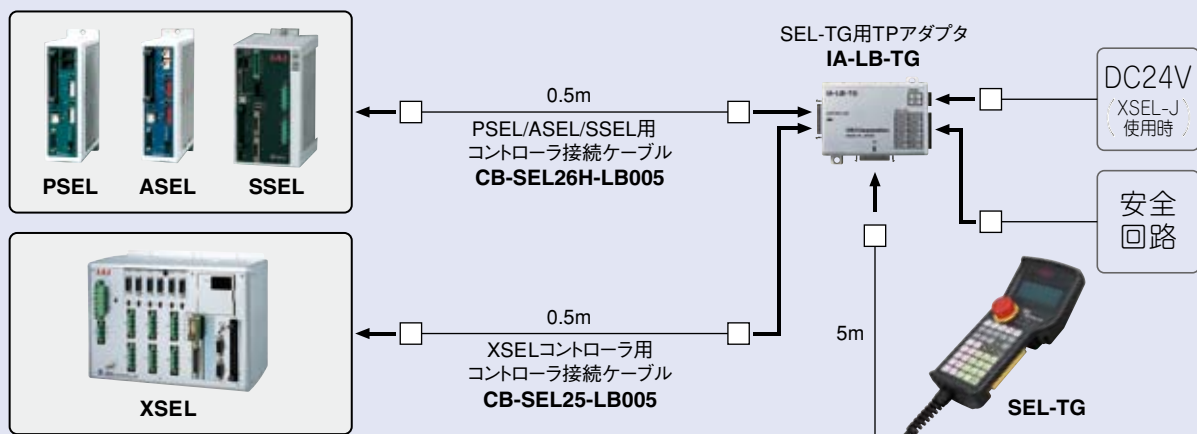 PSEL
ASEL
SSEL
0.5m
PSEL/ASEL/SSEL用
コントローラ接続ケーブル
CB-SEL26H-LB005
SEL-TG用TPアダプタ
IA-LB-TG
IA-LB-TG
DC24V
(XSEL-J
使用時)
安全
回路
XSEL
0.5m
XSELコントローラ用
コントローラ接続ケーブル
CB-SEL25-LB005
5m
SEL-TG